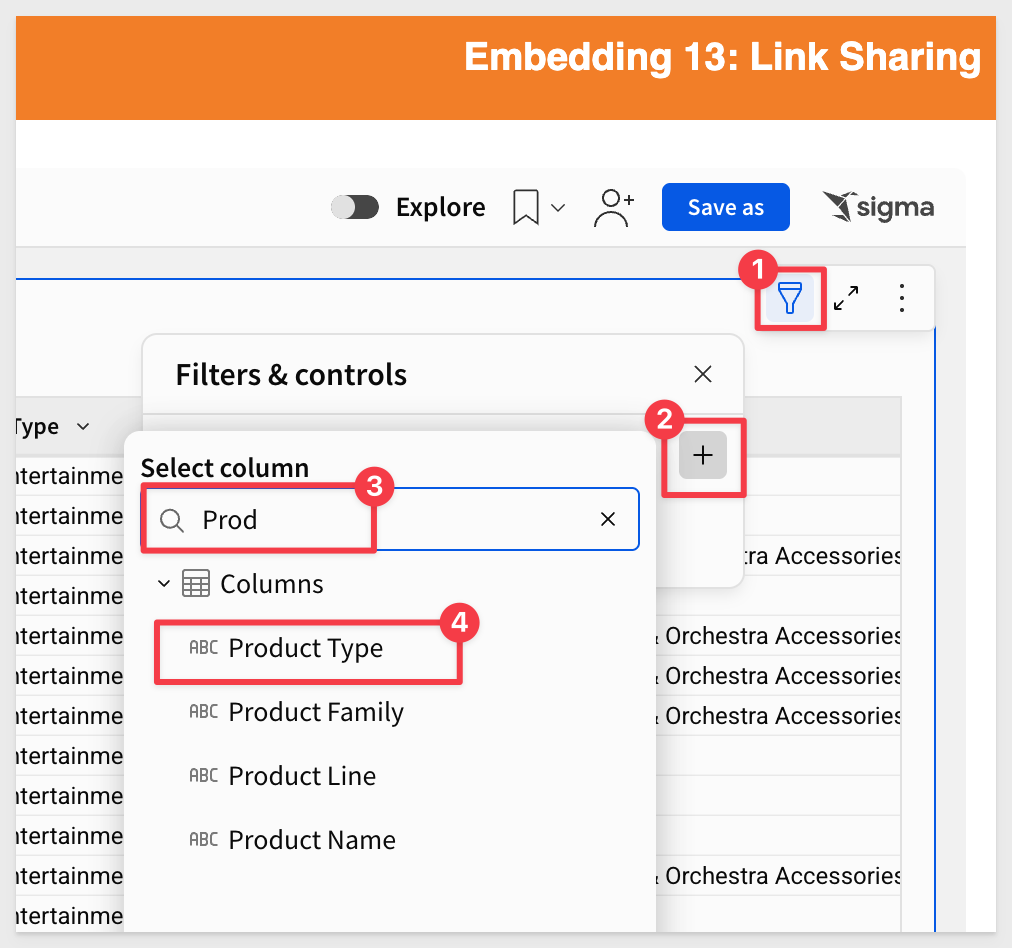 Embedding 13: Link Sharing
Explore
Save as
sigma
1
Filters & controls
2
Type
Select column
3
Prod
Columns
4
ABC Product Type
ABC Product Family
ABC Product Line
ABC Product Name
ntertainme
ntertainme
ntertainme
tra Accessories
ntertainme
ntertainme
& Orchestra Accessories
ntertainme
& Orchestra Accessories
ntertainme
& Orchestra Accessories
ntertainme
ntertainme
ntertainme
ntertainme
& Orchestra Accessories
ntertainme